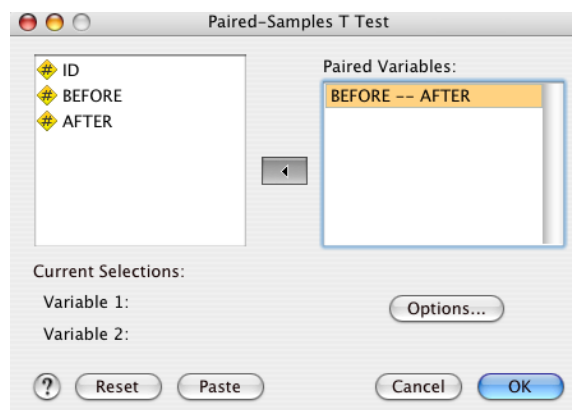 Paired-Samples T Test
# ID
# BEFORE
# AFTER
Paired Variables:
BEFORE -- AFTER
Current Selections:
Variable 1:
Variable 2:
Options...
? Reset Paste Cancel OK